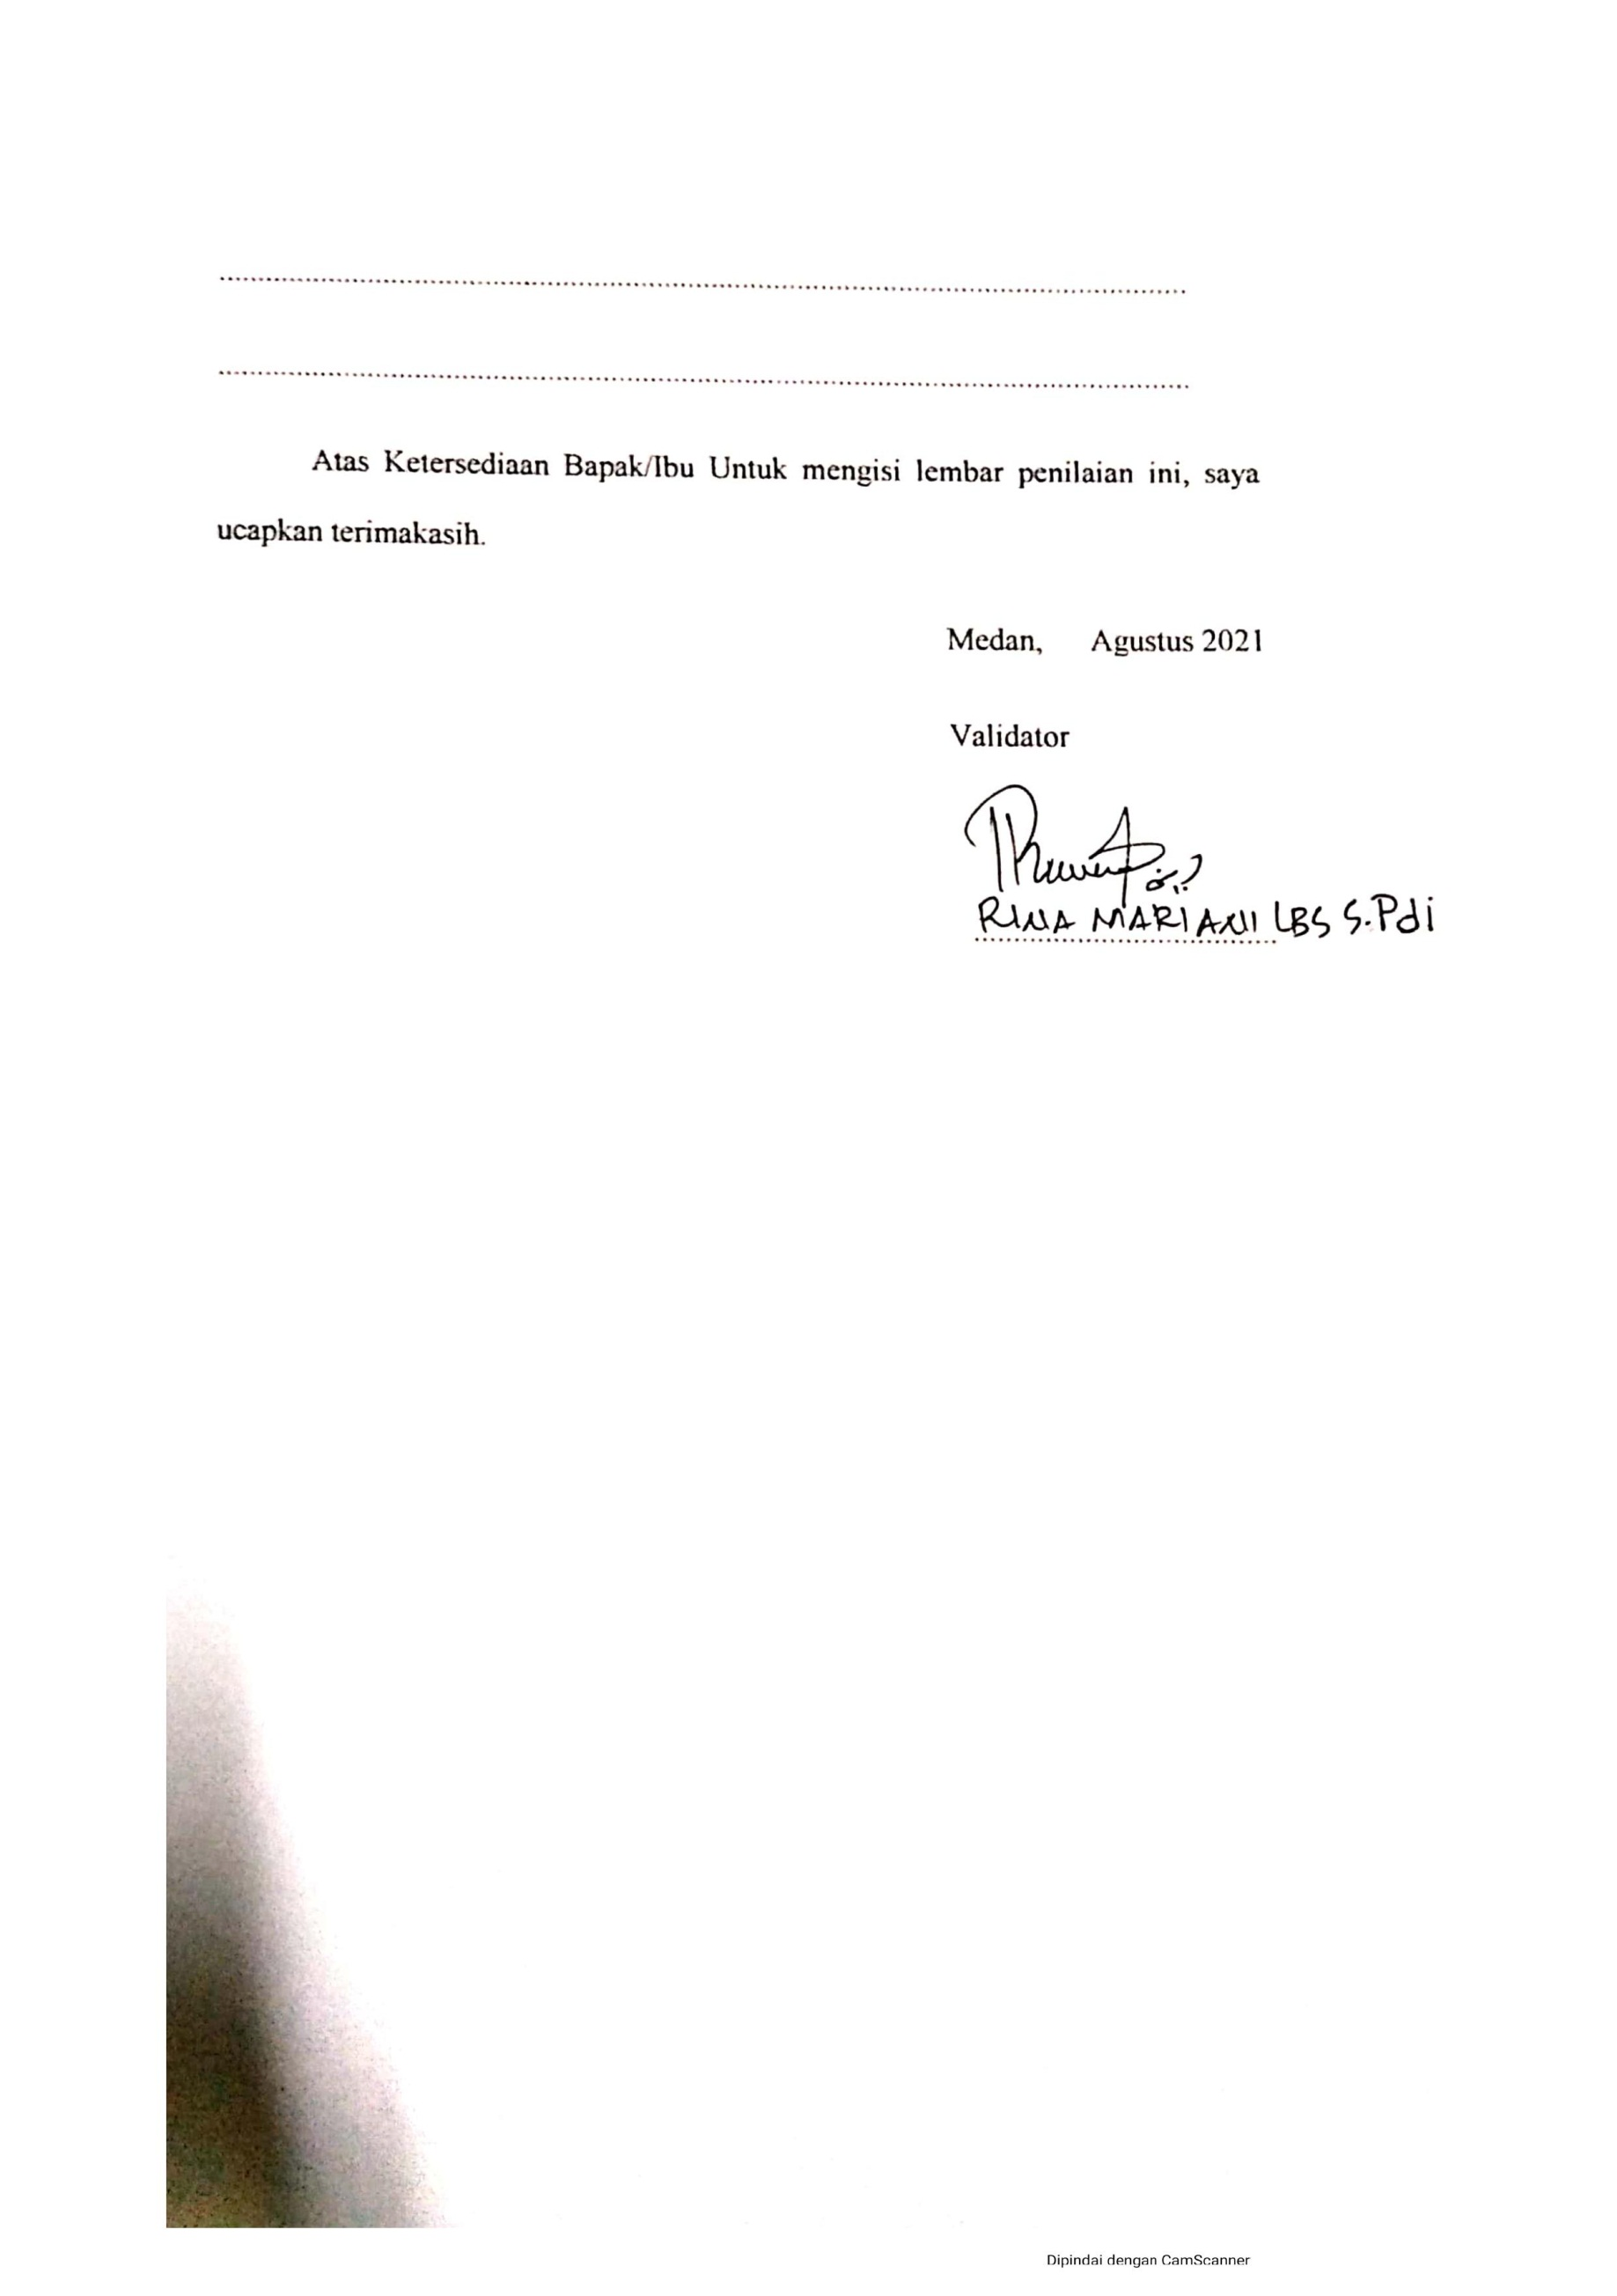 ................................................................................
................................................................................
Atas Ketersediaan Bapak/Ibu Untuk mengisi lembar penilaian ini, saya
ucapkan terimakasih.
Medan, Agustus 2021
Validator
RINA MARIANI LBS S.Pdi
Dipindai dengan CamScanner